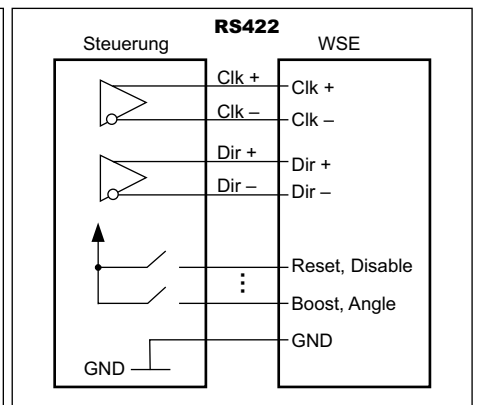 RS422
Steuerung WSE
Clk + Clk +
Clk – Clk –
Dir + Dir +
Dir – Dir –
Reset, Disable
Boost, Angle
GND
GND